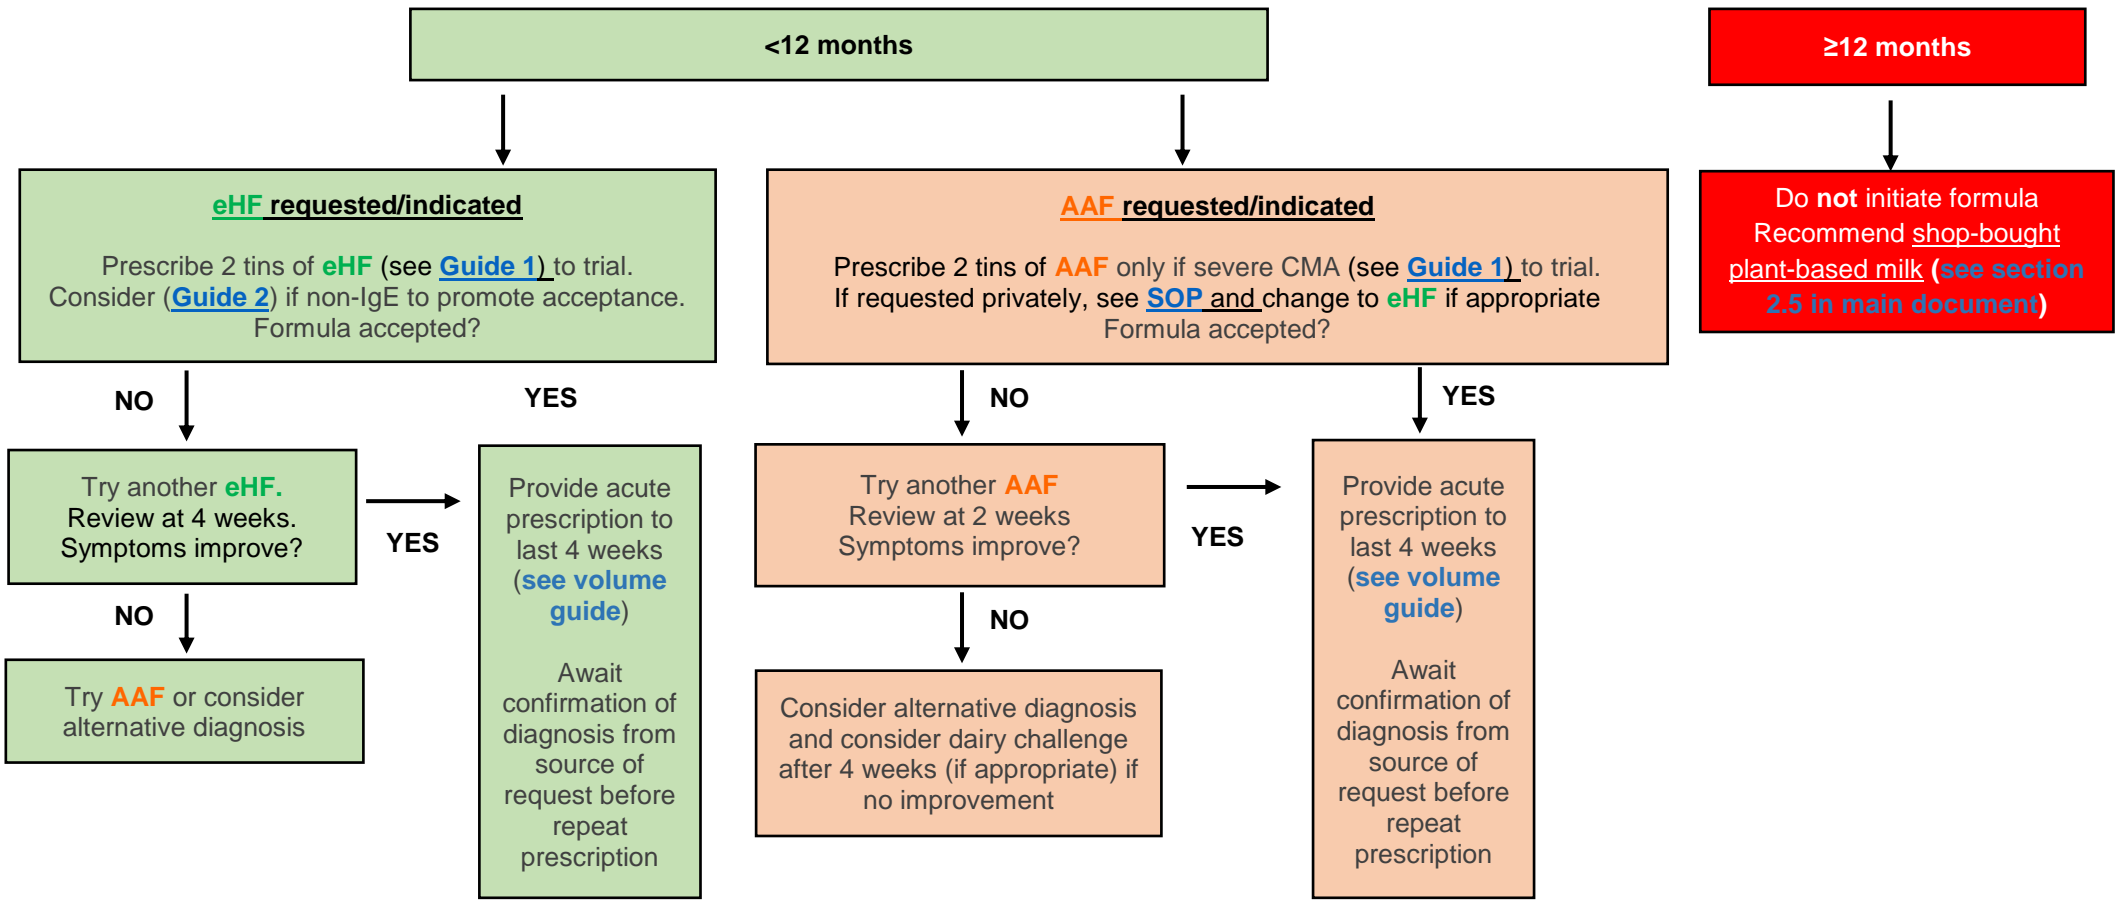 <12 months
≥12 months
eHF requested/indicated
Prescribe 2 tins of eHF (see Guide 1) to trial.
Consider (Guide 2) if non-IgE to promote acceptance.
Formula accepted?
AAF requested/indicated
Prescribe 2 tins of AAF only if severe CMA (see Guide 1) to trial.
If requested privately, see SOP and change to eHF if appropriate
Formula accepted?
Do not initiate formula
Recommend shop-bought
plant-based milk (see section
2.5 in main document)
NO
YES
NO
YES
Try another eHF.
Review at 4 weeks.
Symptoms improve?
YES
Provide acute
prescription to
last 4 weeks
(see volume
guide)
Await
confirmation of
diagnosis from
source of
request before
repeat
prescription
NO
Try AAF or consider
alternative diagnosis
Try another AAF
Review at 2 weeks
Symptoms improve?
YES
Provide acute
prescription to
last 4 weeks
(see volume
guide)
Await
confirmation of
diagnosis from
source of
request before
repeat
prescription
NO
Consider alternative diagnosis
and consider dairy challenge
after 4 weeks (if appropriate) if
no improvement